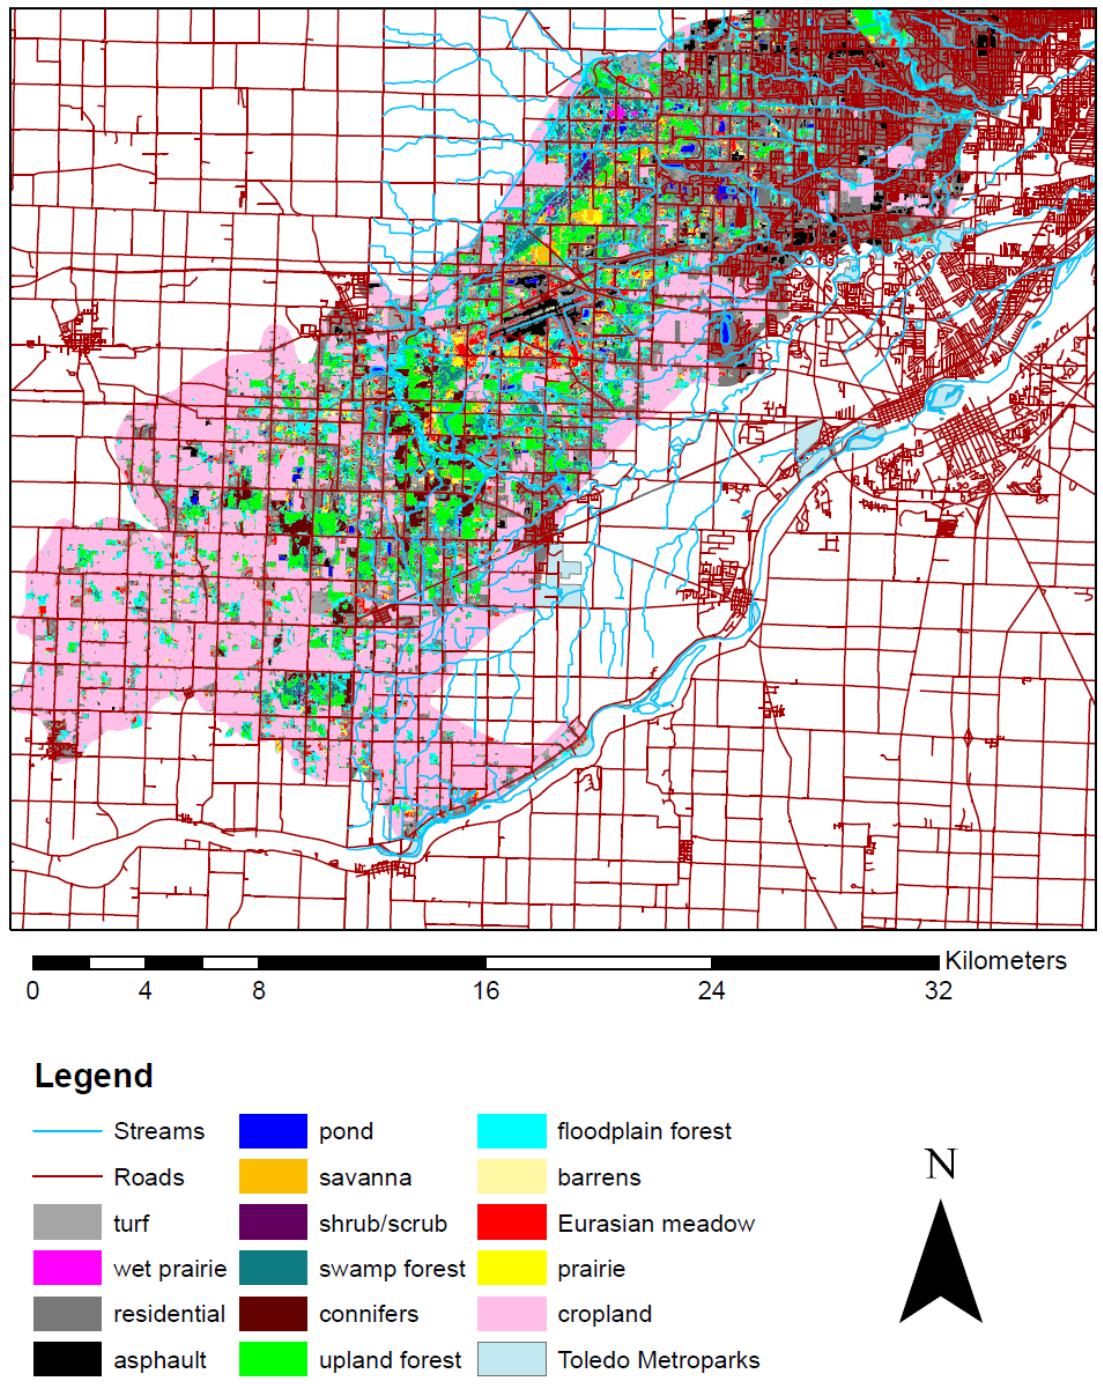 Kilometers
0 4 8 16 24 32
Legend
Streams pond floodplain forest
Roads savanna barrens
turf shrub/scrub Eurasian meadow
wet prairie swamp forest prairie
residential connifers cropland
asphault upland forest Toledo Metroparks
N